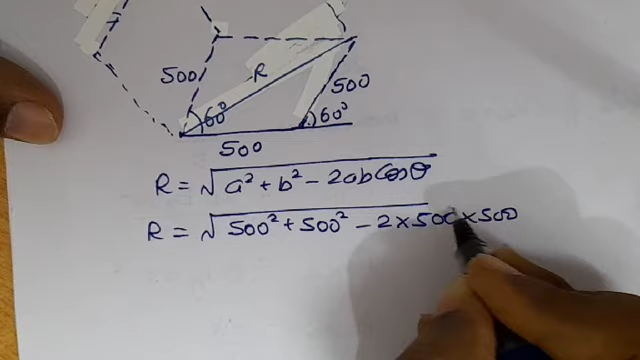 500 R 500
60° 60°
500
R = √a² + b² - 2ab Cos θ
R = √500² + 500² - 2 × 500 × 500